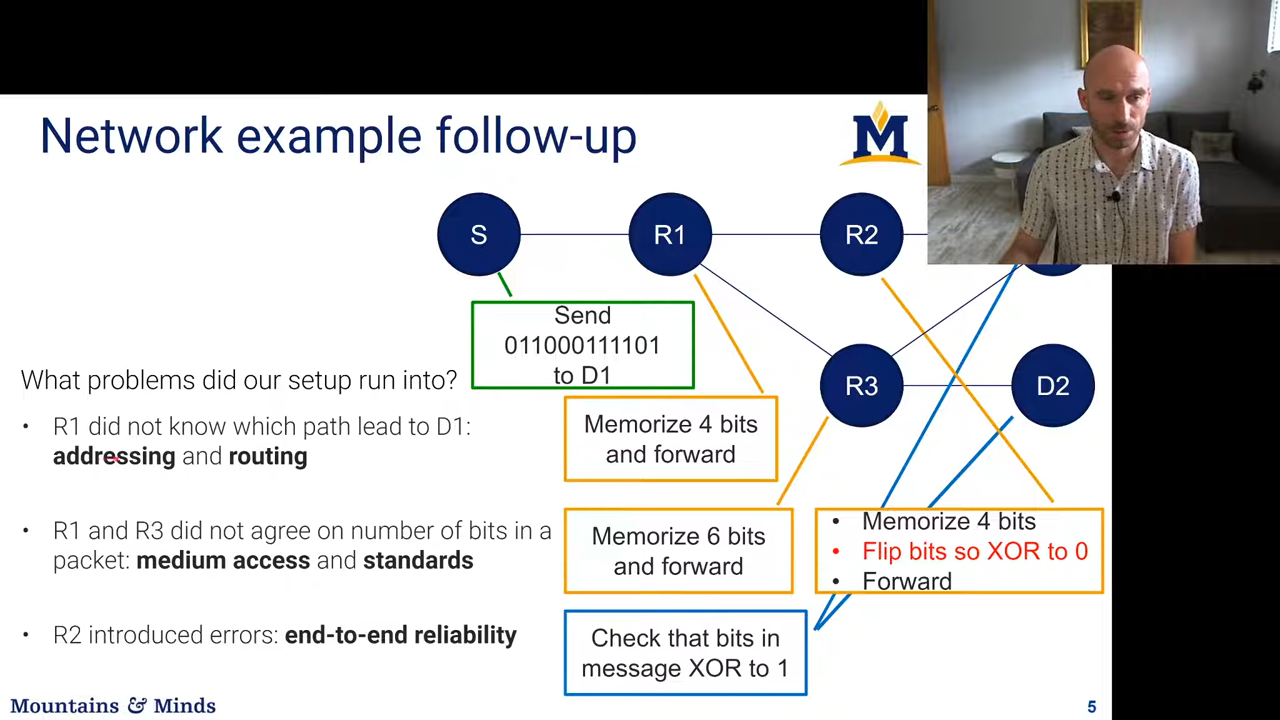 Network example follow-up
M
S
R1
R2
Send
011000111101
to D1
What problems did our setup run into?
R3
D2
• R1 did not know which path lead to D1:
addressing and routing
Memorize 4 bits
and forward
• R1 and R3 did not agree on number of bits in a
packet: medium access and standards
Memorize 6 bits
and forward
• Memorize 4 bits
• Flip bits so XOR to 0
• Forward
• R2 introduced errors: end-to-end reliability
Check that bits in
message XOR to 1
Mountains & Minds
5